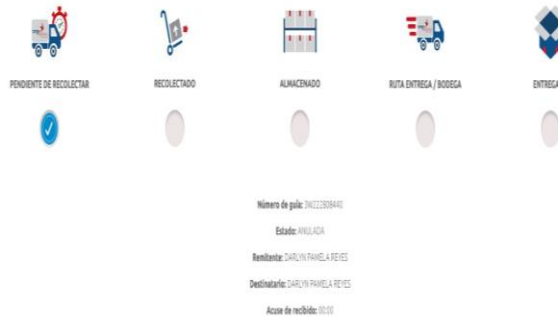 PENDIENTE DE RECOLECTAR
RECOLECTADO
ALMACENADO
RUTA ENTREGA / BODEGA
ENTREGA
Número de guía: JW222808440
Estado: ANULADA
Remitente: DARLYN PAMELA REYES
Destinatario: DARLYN PAMELA REYES
Acuse de recibido: 00:00